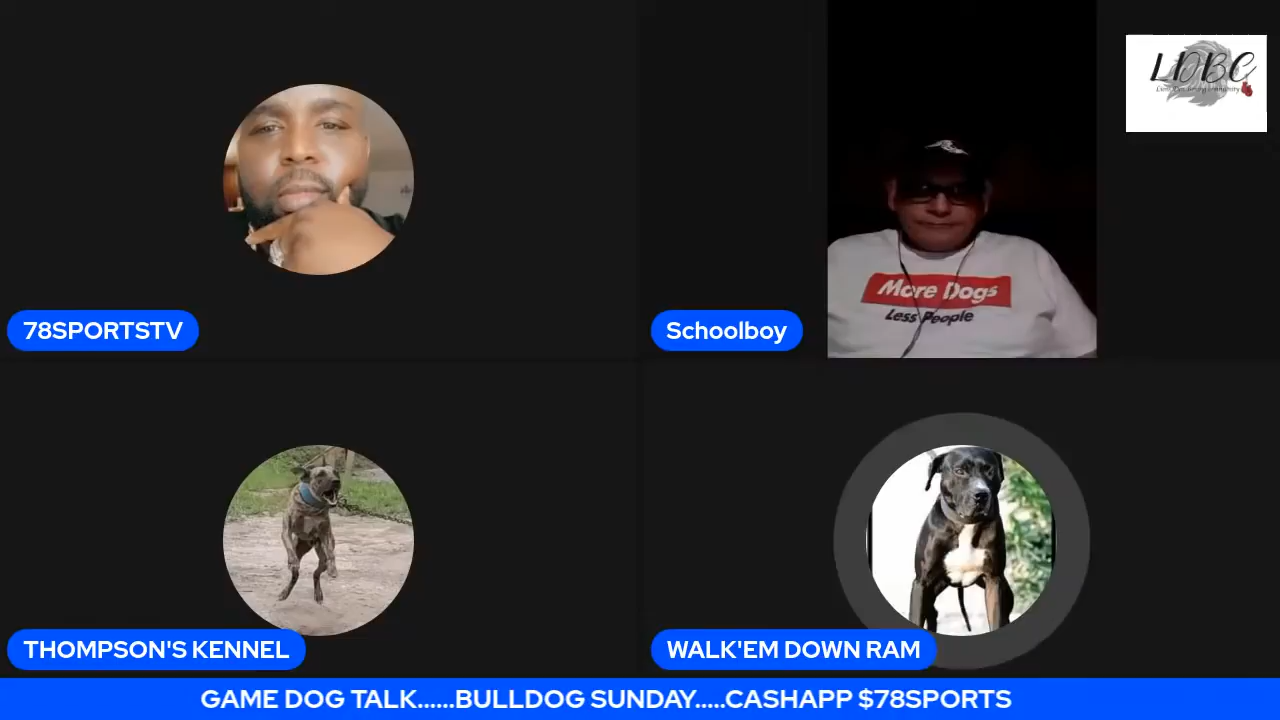 LDBC
78SPORTSTV
More Dogs
Less People
Schoolboy
THOMPSON'S KENNEL
WALK'EM DOWN RAM
GAME DOG TALK......BULLDOG SUNDAY.....CASHAPP $78SPORTS